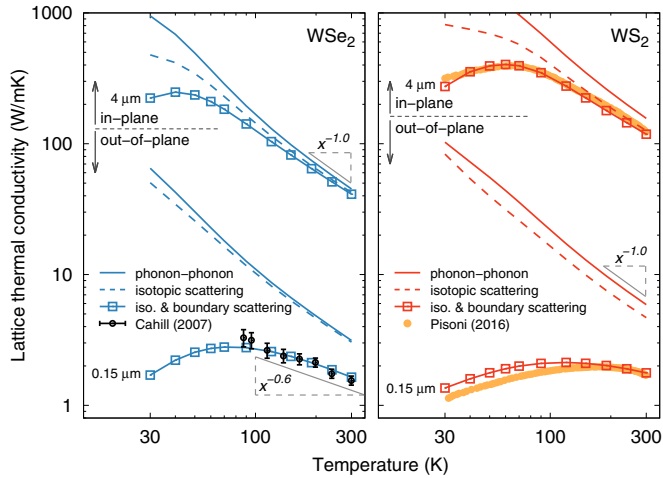 Lattice thermal conductivity (W/mK)
1000
100
10
1
WSe2
4 μm
in−plane
out−of−plane
x−1.0
phonon−phonon
isotopic scattering
iso. & boundary scattering
Cahill (2007)
0.15 μm
x−0.6
30
100
300
WS2
4 μm
in−plane
out−of−plane
x−1.0
phonon−phonon
isotopic scattering
iso. & boundary scattering
Pisoni (2016)
0.15 μm
30
100
300
Temperature (K)